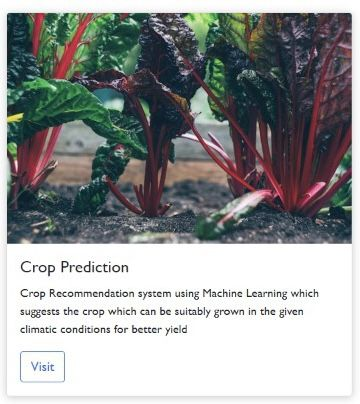 Crop Prediction
Crop Recommendation system using Machine Learning which
suggests the crop which can be suitably grown in the given
climatic conditions for better yield
Visit